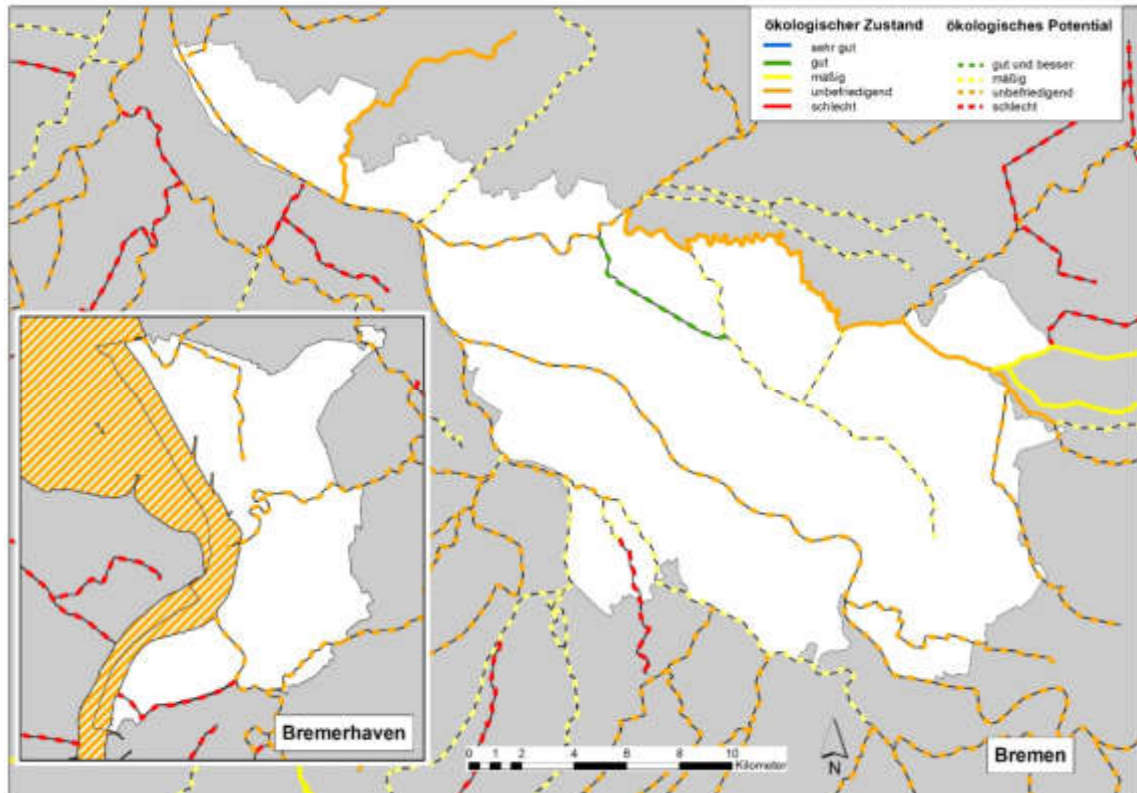 ökologischer Zustand ökologisches Potential
sehr gut
gut gut und besser
mäßig mäßig
unbefriedigend unbefriedigend
schlecht schlecht
Bremerhaven
0 1 2 4 6 8 10
Kilometer
N
Bremen